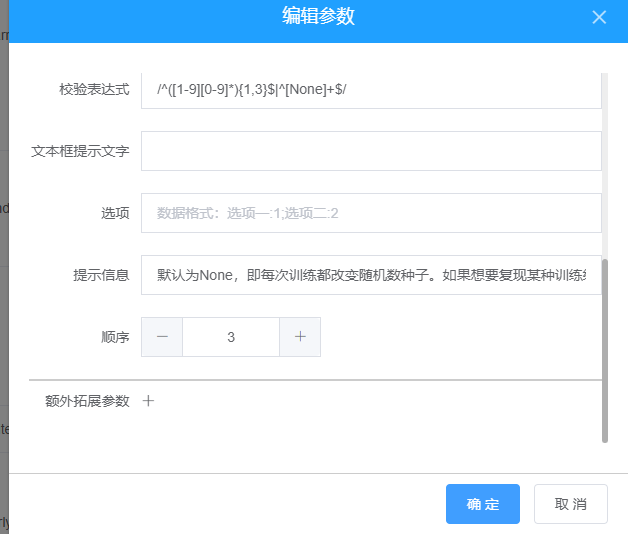 编辑参数
校验表达式 /^([1-9][0-9]*){1,3}$|^[None]+$/
文本框提示文字
选项 数据格式：选项一:1;选项二:2
提示信息 默认为None，即每次训练都改变随机数种子。如果想要复现某种训练
顺序 3
额外拓展参数
确 定 取 消